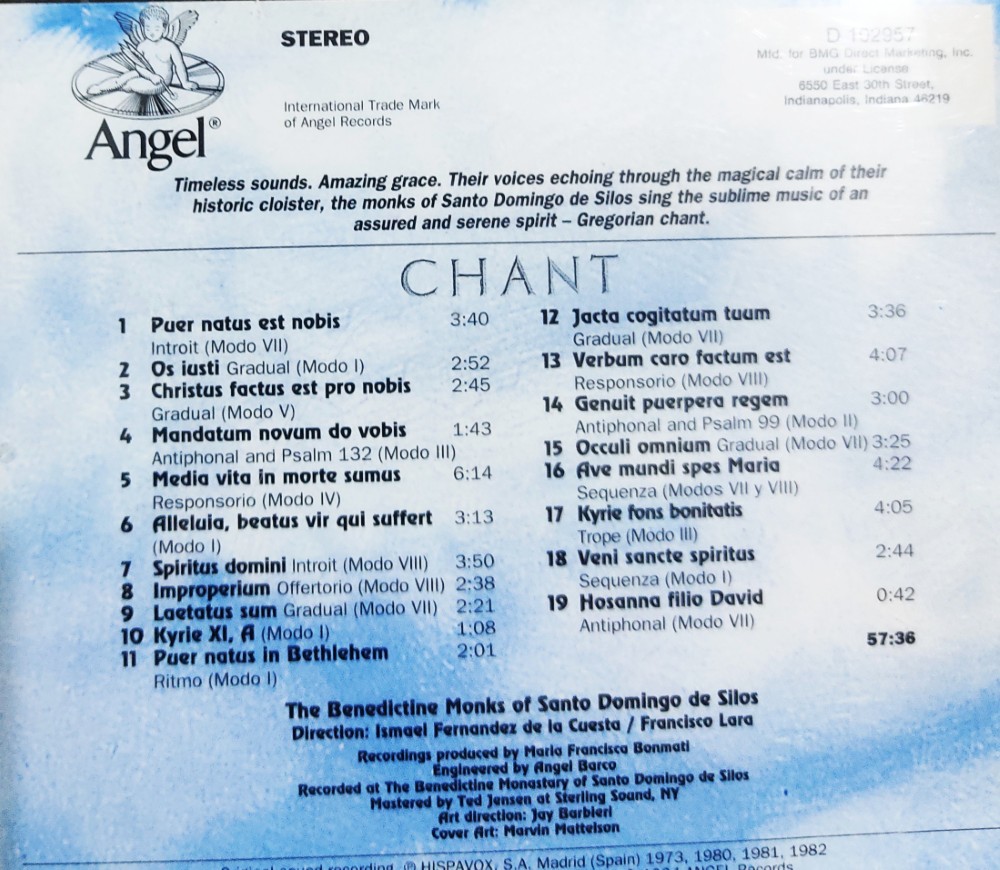 Angel®
STEREO
International Trade Mark
of Angel Records
D 102957
Mfd. for BMG Direct Marketing, Inc.
under License
6550 East 30th Street,
Indianapolis, Indiana 46219
Timeless sounds. Amazing grace. Their voices echoing through the magical calm of their
historic cloister, the monks of Santo Domingo de Silos sing the sublime music of an
assured and serene spirit – Gregorian chant.
CHANT
1 Puer natus est nobis 3:40
Introit (Modo VII)
2 Os iusti Gradual (Modo I) 2:52
3 Christus factus est pro nobis 2:45
Gradual (Modo V)
4 Mandatum novum do vobis 1:43
Antiphonal and Psalm 132 (Modo III)
5 Media vita in morte sumus 6:14
Responsorio (Modo IV)
6 Alleluia, beatus vir qui suffert 3:13
(Modo I)
7 Spiritus domini Introit (Modo VIII) 3:50
8 Improperium Offertorio (Modo VIII) 2:38
9 Laetatus sum Gradual (Modo VII) 2:21
10 Kyrie XI, A (Modo I) 1:08
11 Puer natus in Bethlehem 2:01
Ritmo (Modo I)
12 Jacta cogitatum tuum 3:36
Gradual (Modo VII)
13 Verbum caro factum est 4:07
Responsorio (Modo VIII)
14 Genuit puerpera regem 3:00
Antiphonal and Psalm 99 (Modo II)
15 Occuli omnium Gradual (Modo VII) 3:25
16 Ave mundi spes Maria 4:22
Sequenza (Modos VII y VIII)
17 Kyrie fons bonitatis 4:05
Trope (Modo III)
18 Veni sancte spiritus 2:44
Sequenza (Modo I)
19 Hosanna filio David 0:42
Antiphonal (Modo VII)
57:36
The Benedictine Monks of Santo Domingo de Silos
Direction: Ismael Fernandez de la Cuesta / Francisco Lara
Recordings produced by Maria Francisca Bonmati
Engineered by Angel Barco
Recorded at The Benedictine Monastary of Santo Domingo de Silos
Mastered by Ted Jensen at Sterling Sound, NY
Art direction: Jay Barbieri
Cover Art: Marvin Mattelson
Original sound recording ℗ HISPAVOX, S.A. Madrid (Spain) 1973, 1980, 1981, 1982
ANGEL Records